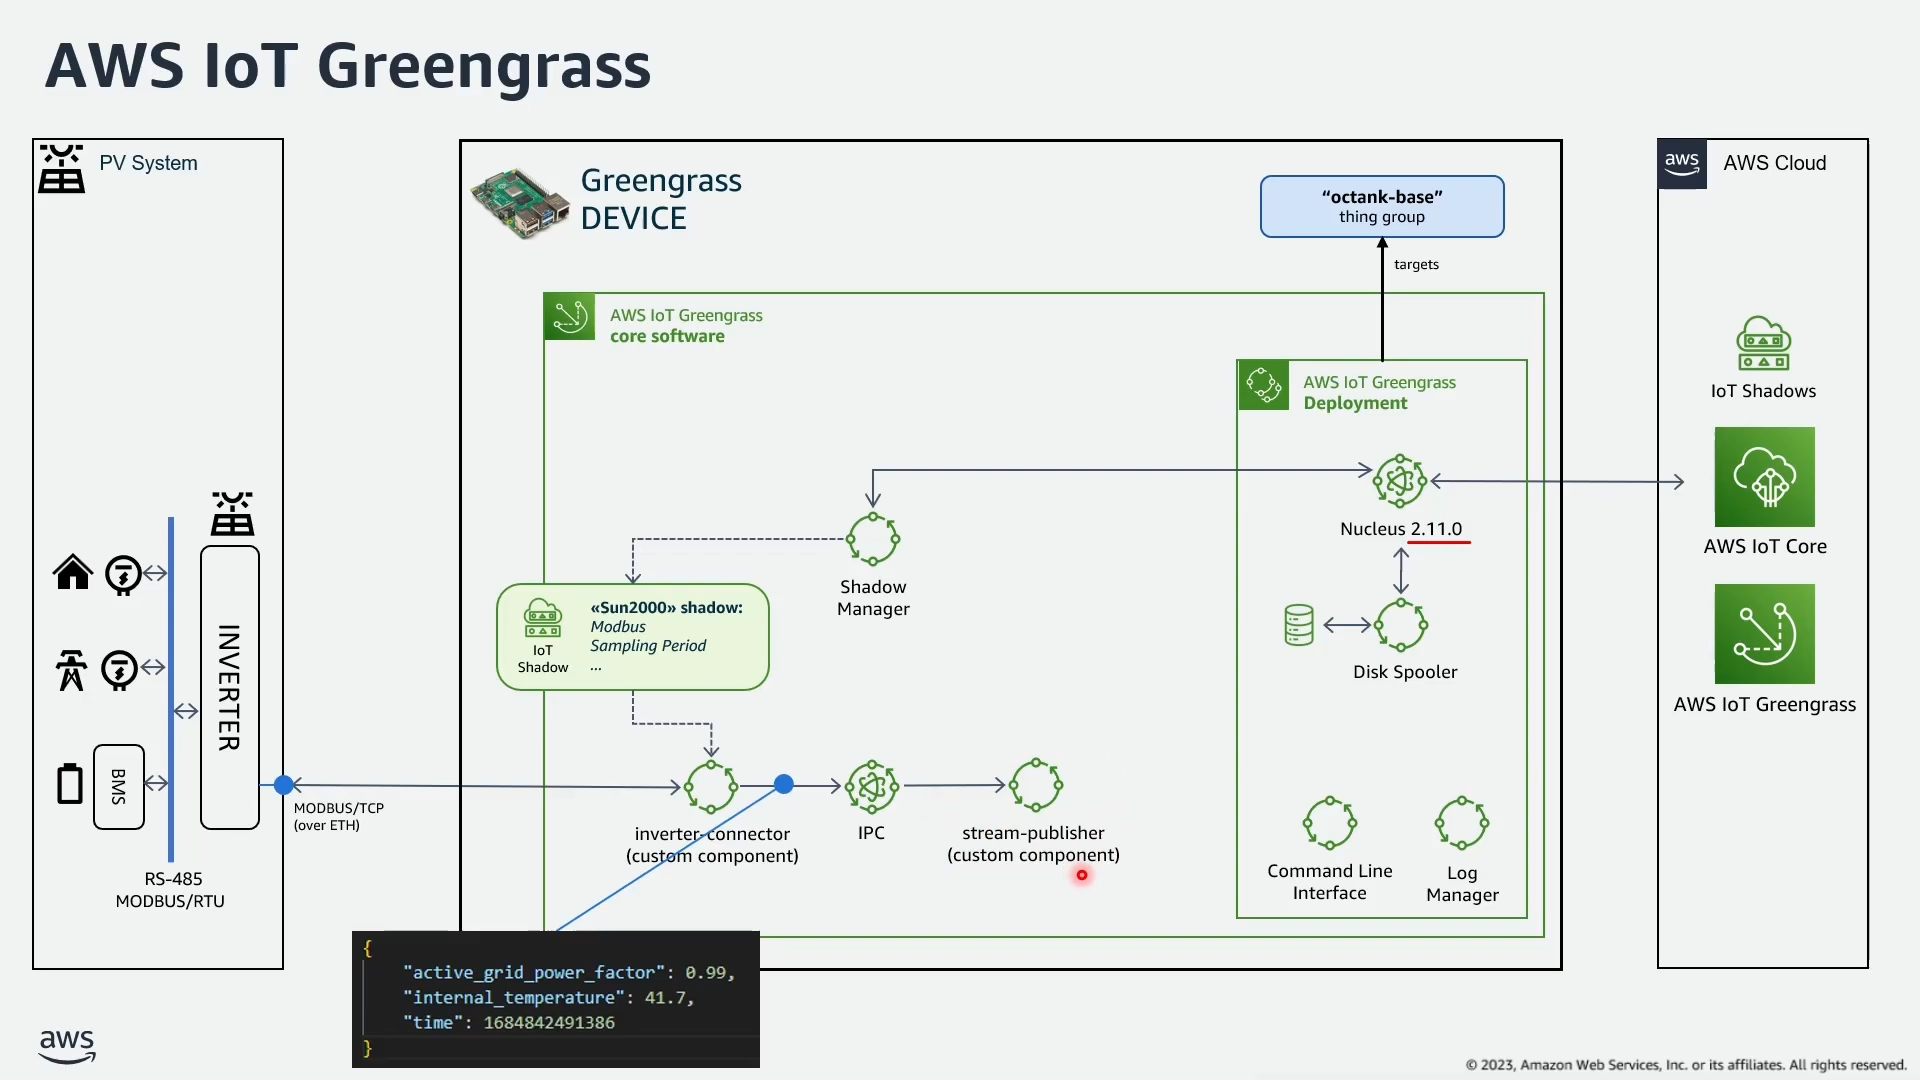 AWS IoT Greengrass
PV System
INVERTER
BMS
RS-485
MODBUS/RTU
MODBUS/TCP
(over ETH)
Greengrass
DEVICE
“octank-base”
thing group
targets
AWS IoT Greengrass
core software
AWS IoT Greengrass
Deployment
Nucleus 2.11.0
Disk Spooler
Command Line
Interface
Log
Manager
Shadow
Manager
IoT
Shadow
«Sun2000» shadow:
Modbus
Sampling Period
...
inverter-connector
(custom component)
IPC
stream-publisher
(custom component)
{
"active_grid_power_factor": 0.99,
"internal_temperature": 41.7,
"time": 1684842491386
}
aws
AWS Cloud
IoT Shadows
AWS IoT Core
AWS IoT Greengrass
aws
© 2023, Amazon Web Services, Inc. or its affiliates. All rights reserved.